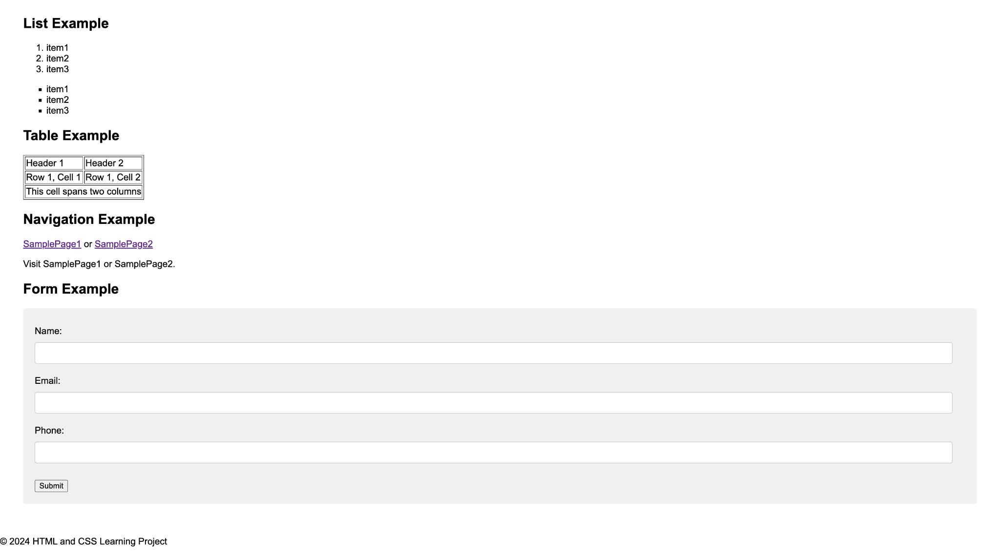 List Example
1. item1
2. item2
3. item3
▪ item1
▪ item2
▪ item3
Table Example
Header 1 Header 2
Row 1, Cell 1 Row 1, Cell 2
This cell spans two columns
Navigation Example
SamplePage1 or SamplePage2
Visit SamplePage1 or SamplePage2.
Form Example
Name:
Email:
Phone:
Submit
© 2024 HTML and CSS Learning Project